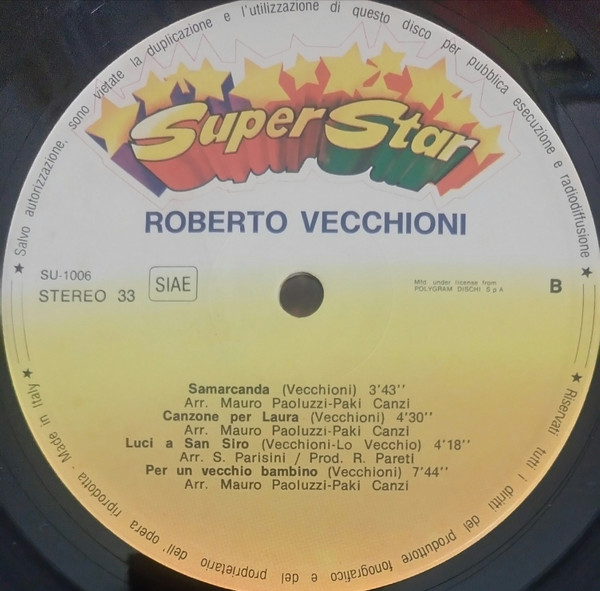 ★ Salvo autorizzazione. sono vietate la duplicazione e l'utilizzazione di questo disco per pubblica esecuzione e radiodiffusione ★
Super Star
ROBERTO VECCHIONI
SU-1006
STEREO 33
SIAE
Mfd. under license from
POLYGRAM DISCHI S.p.A.
B
Samarcanda (Vecchioni) 3'43''
Arr. Mauro Paoluzzi-Paki Canzi
Canzone per Laura (Vecchioni) 4'30''
Arr. Mauro Paoluzzi-Paki Canzi
Luci a San Siro (Vecchioni-Lo Vecchio) 4'18''
Arr. S. Parisini / Prod. R. Pareti
Per un vecchio bambino (Vecchioni) 7'44''
Arr. Mauro Paoluzzi-Paki Canzi
★ Riservati tutti i diritti del produttore fonografico e del proprietario dell'opera riprodotta - Made in Italy ★